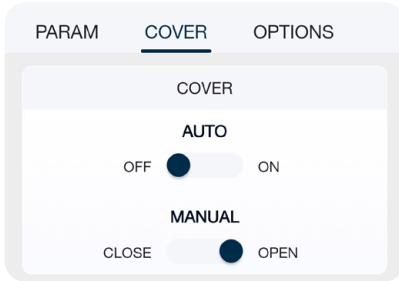 PARAM COVER OPTIONS
COVER
AUTO
OFF ON
MANUAL
CLOSE OPEN